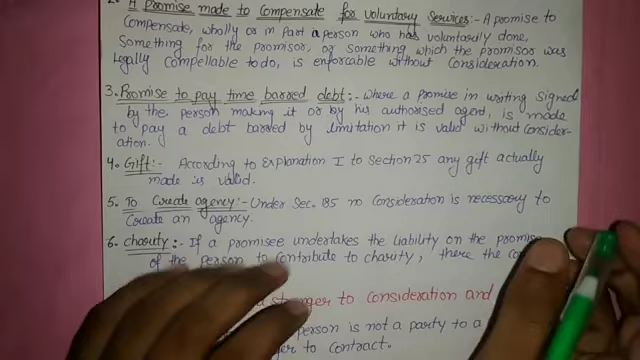 2. A Promise made to Compensate for Voluntary Services:- A promise to
Compensate, wholly or in part a person who has voluntarily done,
Something for the promisor, or something which the promisor was
legally compellable to do, is enforcable without consideration.
3. Promise to pay time barred debt:- where a promise in writing signed
by the person making it or by his authorised agent, is made
to pay a debt barred by limitation it is valid without consider-
ation.
4. Gift:- According to Explanation I to Section 25 any gift actually
made is valid.
5. To Create agency:- Under Sec. 185 no Consideration is necessary to
Create an agency.
6. Charity:- If a promisee undertakes the liability on the promise
of the person to contribute to charity, there the
stranger to consideration and
person is not a party to a
to contract.